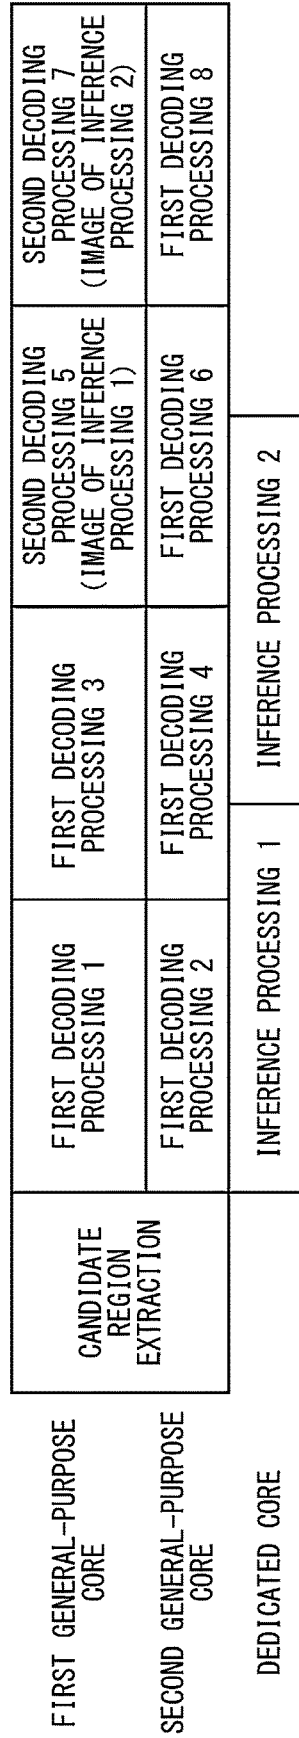 FIRST GENERAL-PURPOSE
CORE
CANDIDATE
REGION
EXTRACTION
FIRST DECODING
PROCESSING 1
FIRST DECODING
PROCESSING 3
SECOND DECODING
PROCESSING 5
(IMAGE OF INFERENCE
PROCESSING 1)
SECOND DECODING
PROCESSING 7
(IMAGE OF INFERENCE
PROCESSING 2)
SECOND GENERAL-PURPOSE
CORE
FIRST DECODING
PROCESSING 2
FIRST DECODING
PROCESSING 4
FIRST DECODING
PROCESSING 6
FIRST DECODING
PROCESSING 8
DEDICATED CORE
INFERENCE PROCESSING 1
INFERENCE PROCESSING 2